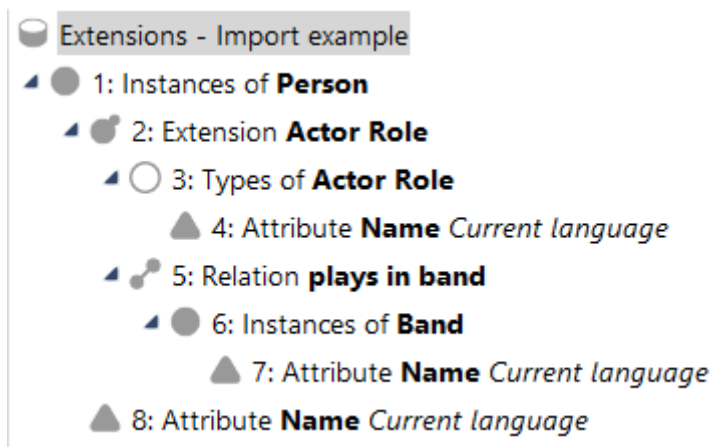 Extensions - Import example
1: Instances of Person
2: Extension Actor Role
3: Types of Actor Role
4: Attribute Name Current language
5: Relation plays in band
6: Instances of Band
7: Attribute Name Current language
8: Attribute Name Current language